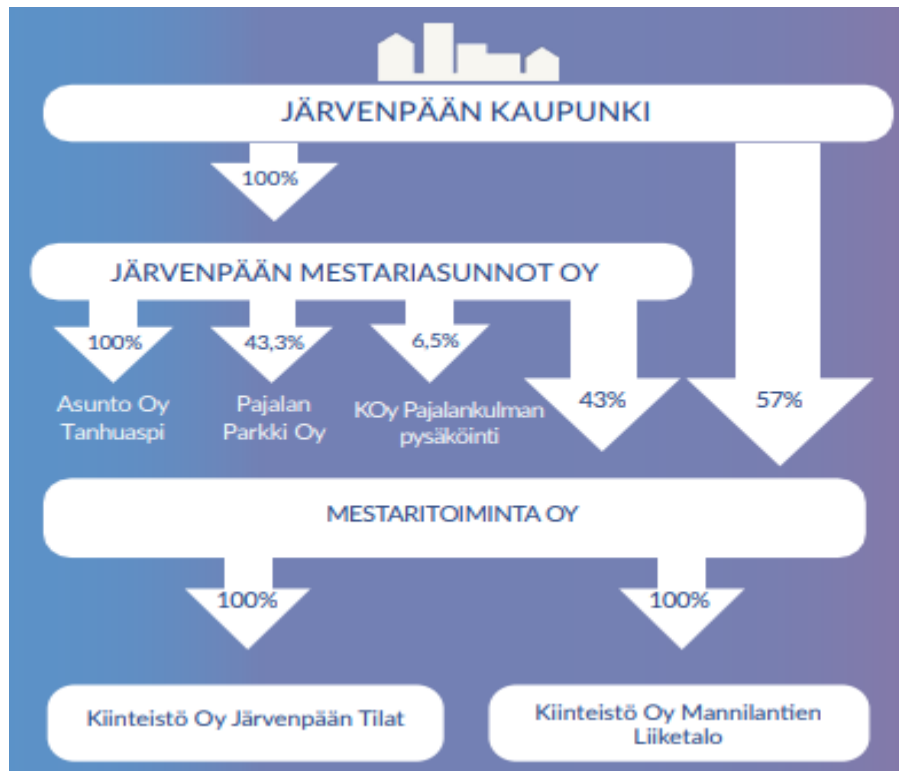 JÄRVENPÄÄN KAUPUNKI
100%
JÄRVENPÄÄN MESTARIASUNNOT OY
100%
43,3%
6,5%
43%
57%
Asunto Oy
Tanhuaspi
Pajalan
Parkki Oy
KOy Pajalankulman
pysäköinti
MESTARITOIMINTA OY
100%
100%
Kiinteistö Oy Järvenpään Tilat
Kiinteistö Oy Mannilantien
Liiketalo